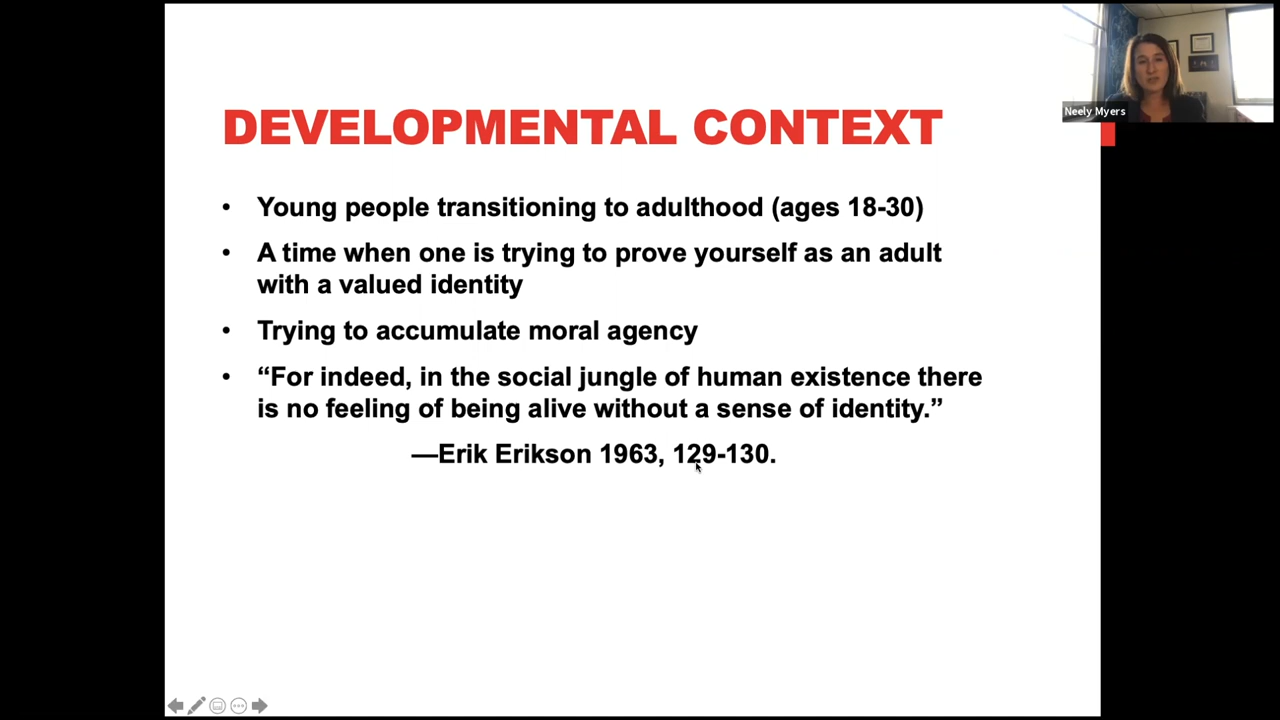 DEVELOPMENTAL CONTEXT
• Young people transitioning to adulthood (ages 18-30)
• A time when one is trying to prove yourself as an adult
with a valued identity
• Trying to accumulate moral agency
• “For indeed, in the social jungle of human existence there
is no feeling of being alive without a sense of identity.”
—Erik Erikson 1963, 129-130.
Neely Myers